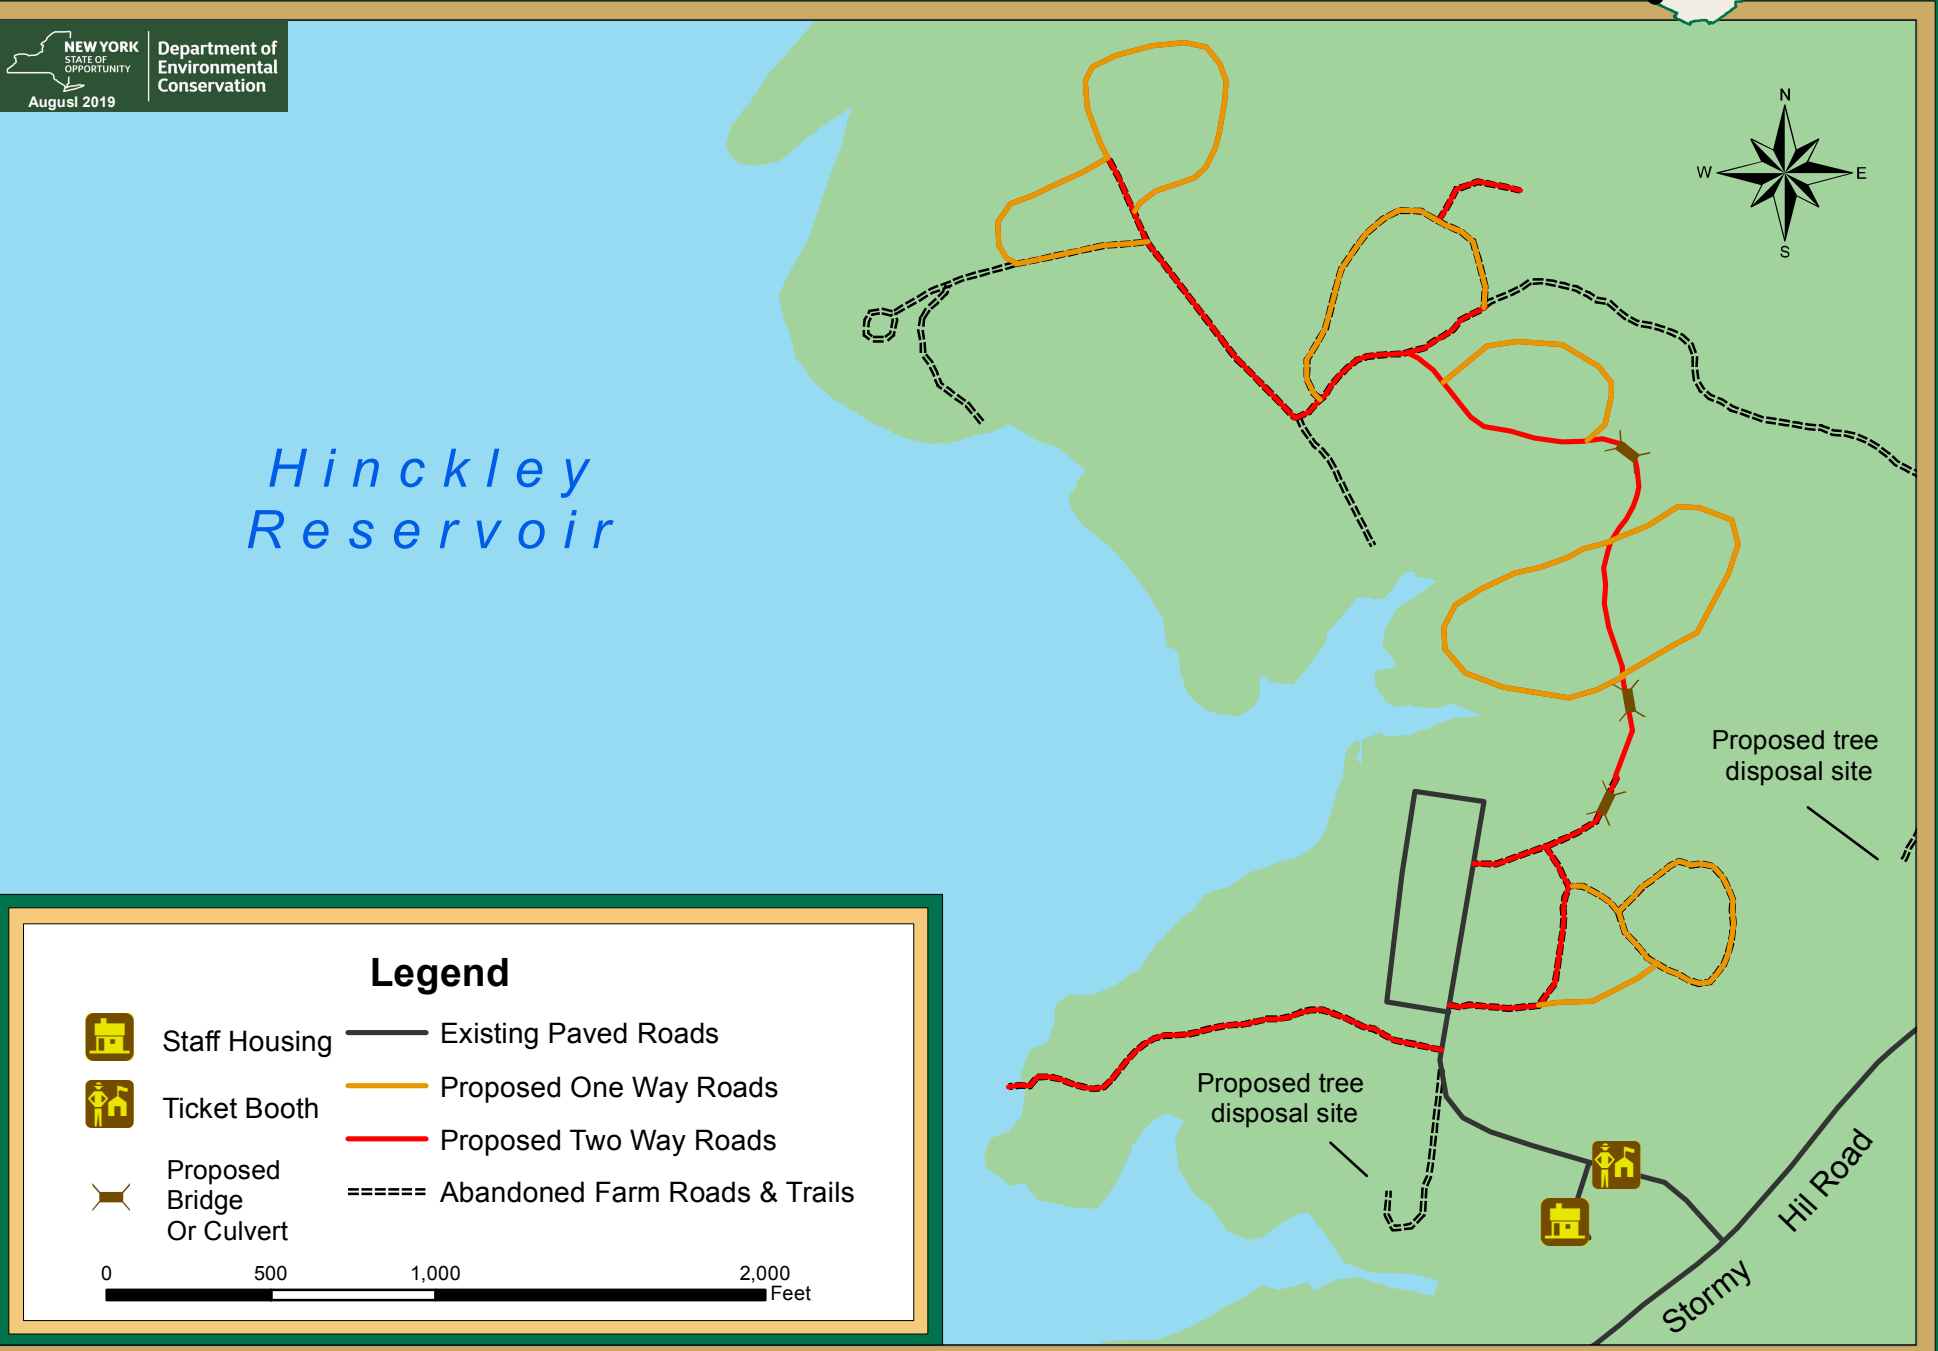 NEW YORK
STATE OF
OPPORTUNITY
Department of
Environmental
Conservation
Augusl 2019
N
W
E
S
Hinckley
Reservoir
Proposed tree
disposal site
Proposed tree
disposal site
Hil Road
Stormy
Legend
Staff Housing
Ticket Booth
Proposed
Bridge
Or Culvert
Existing Paved Roads
Proposed One Way Roads
Proposed Two Way Roads
Abandoned Farm Roads & Trails
0 500 1,000 2,000
Feet